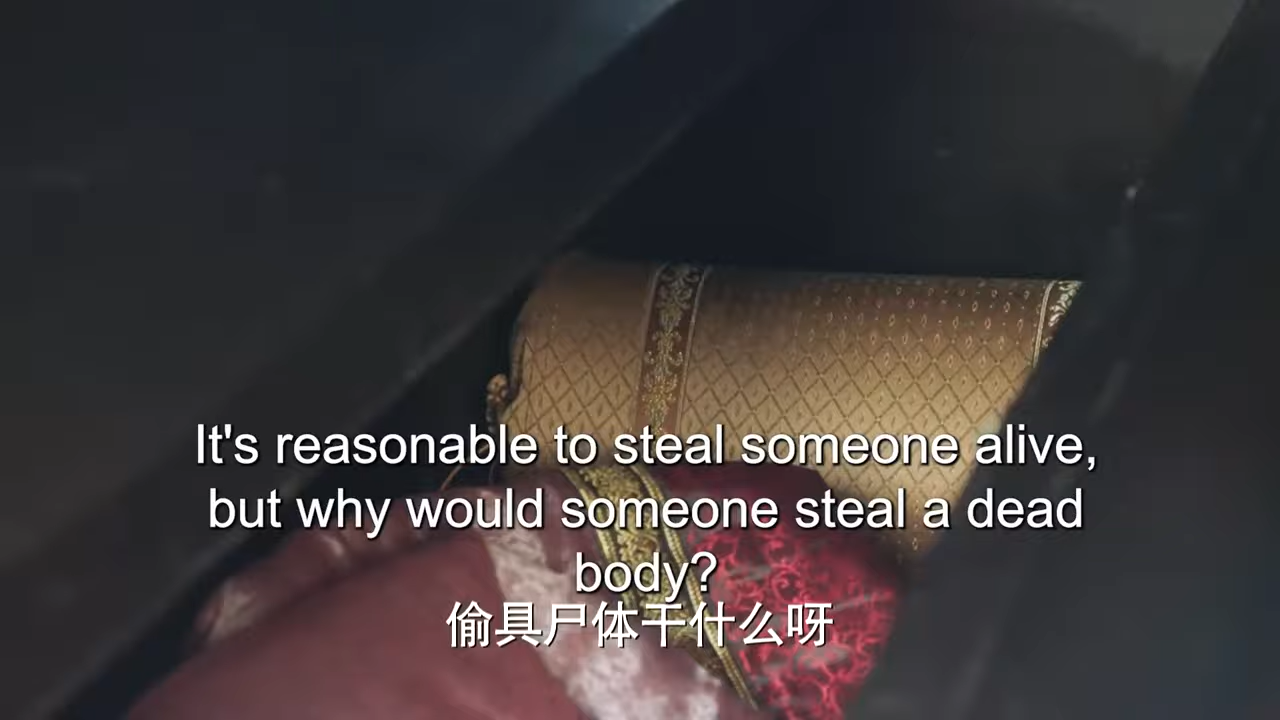 It's reasonable to steal someone alive,
but why would someone steal a dead
body?
偷具尸体干什么呀